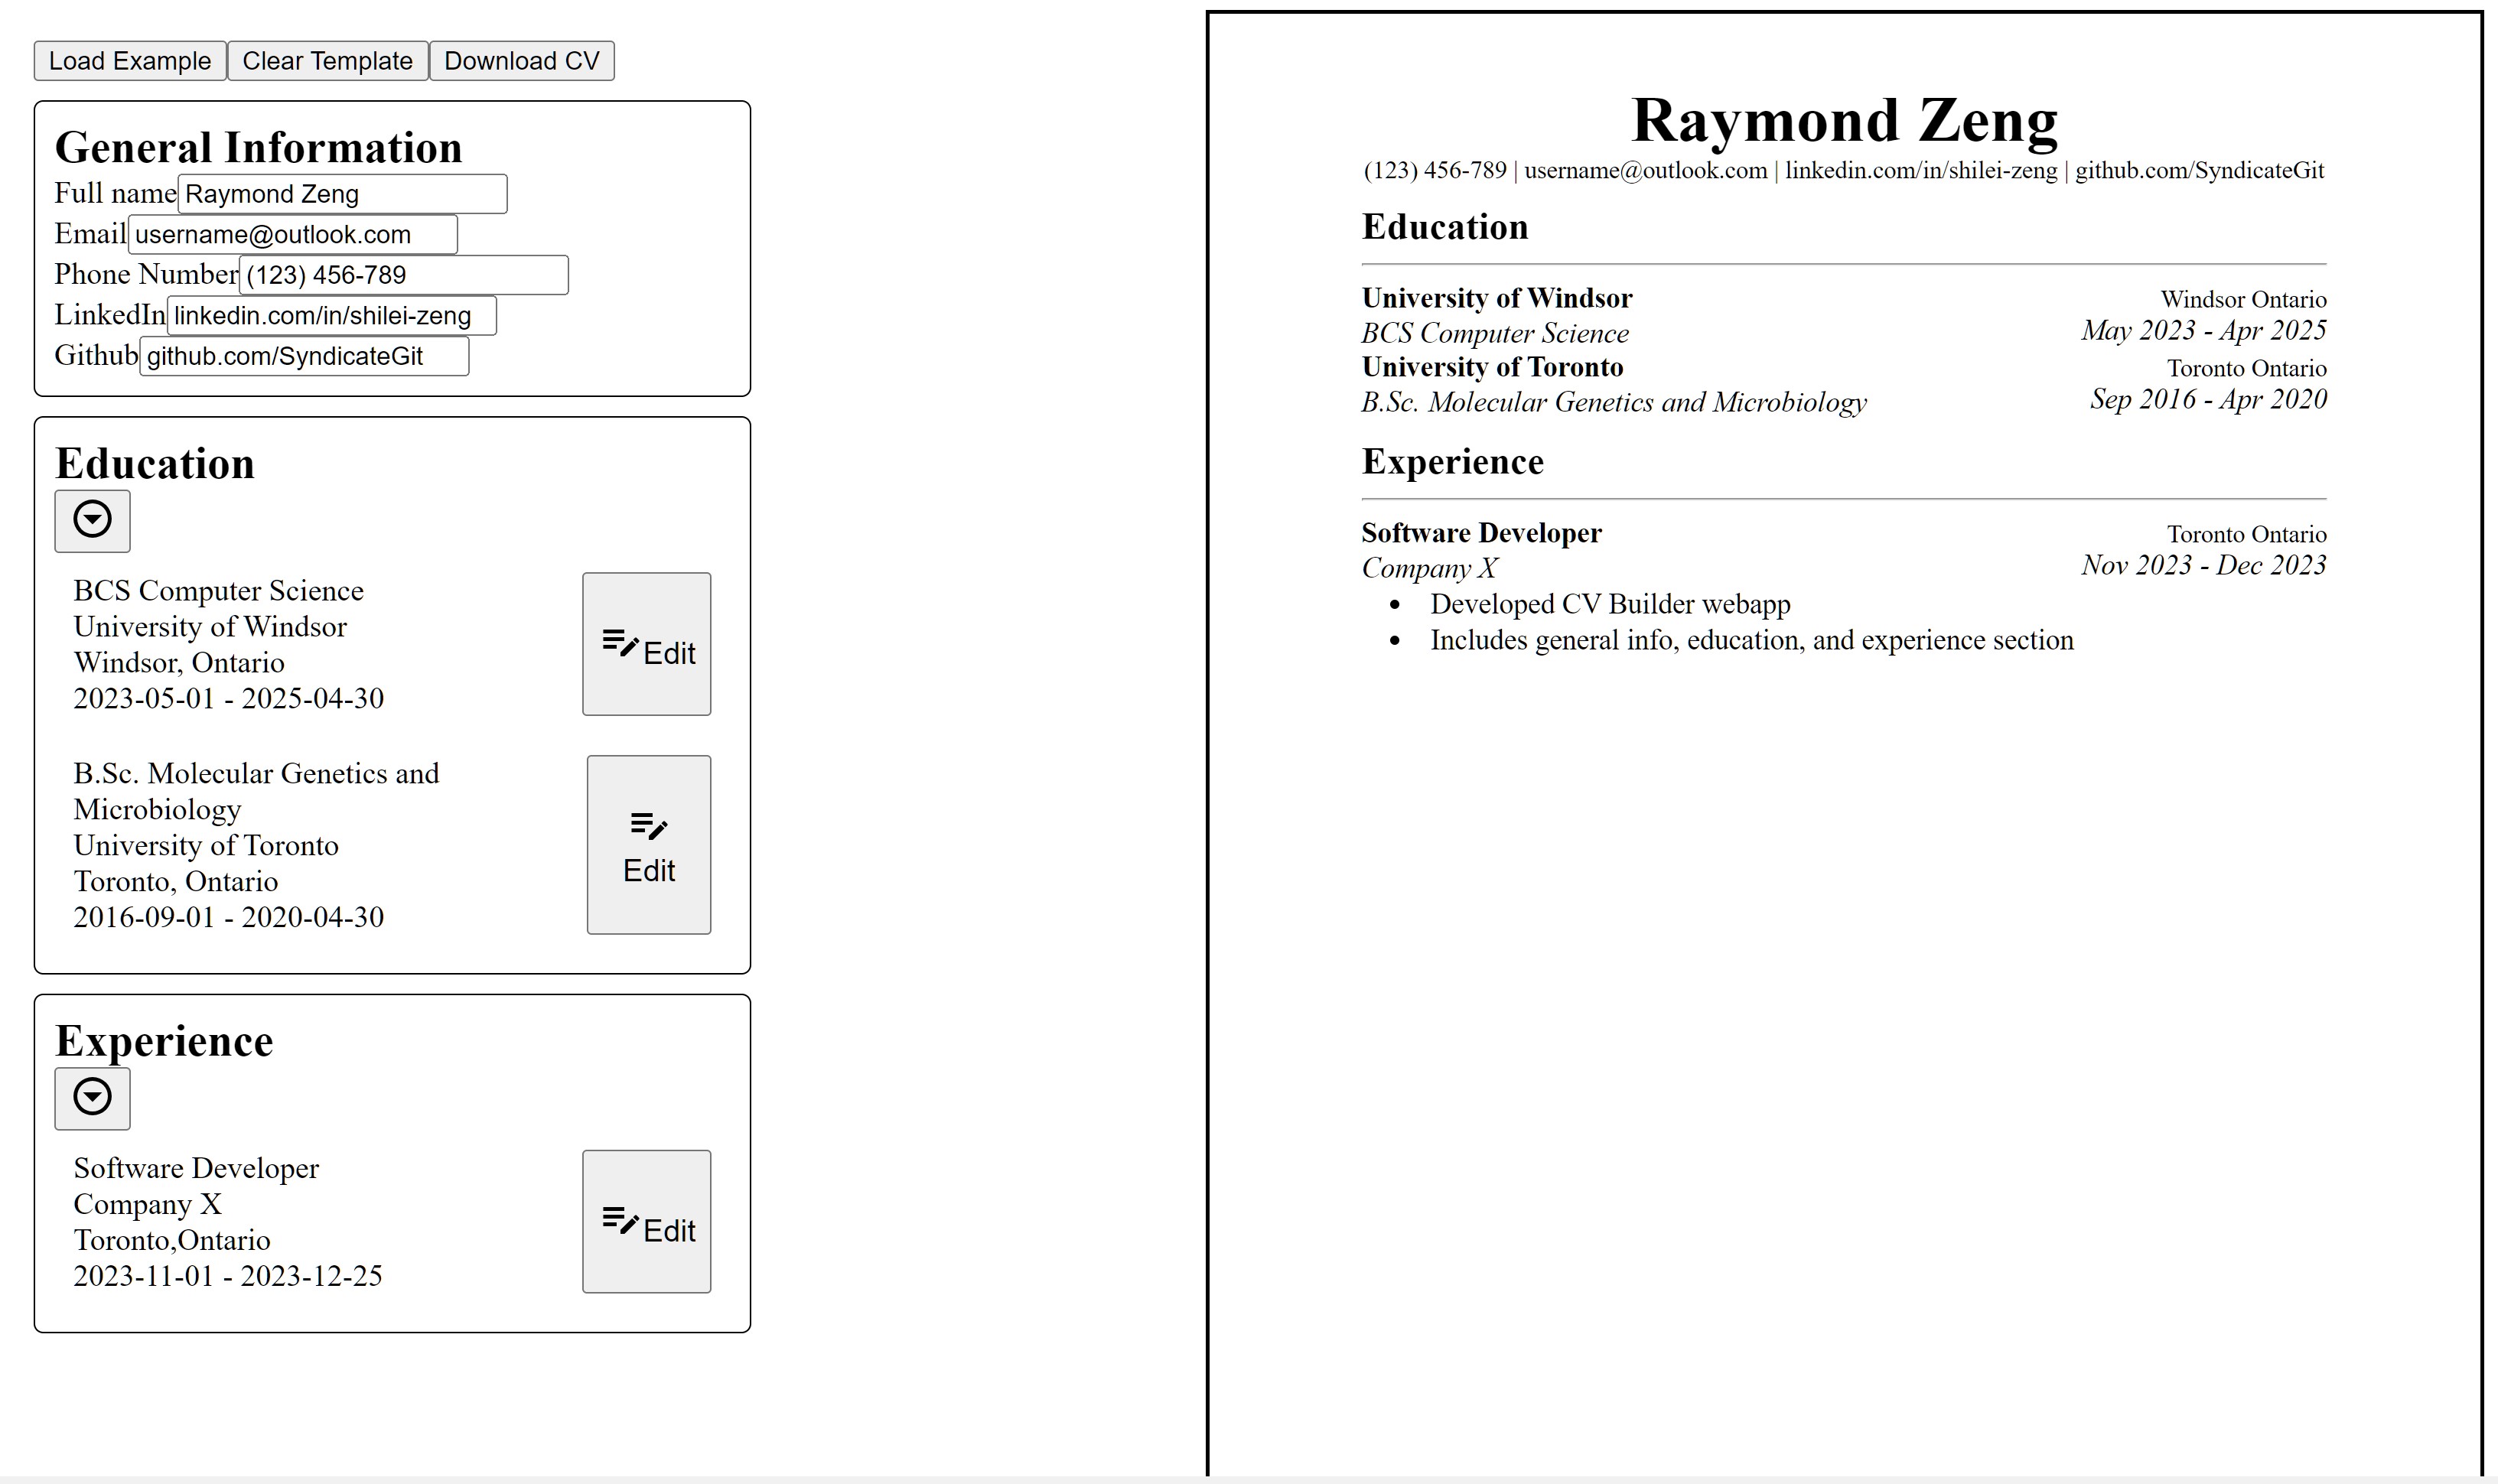 Load Example Clear Template Download CV
General Information
Full name Raymond Zeng
Email username@outlook.com
Phone Number (123) 456-789
LinkedIn linkedin.com/in/shilei-zeng
Github github.com/SyndicateGit
Education
BCS Computer Science
University of Windsor
Windsor, Ontario
2023-05-01 - 2025-04-30
Edit
B.Sc. Molecular Genetics and
Microbiology
University of Toronto
Toronto, Ontario
2016-09-01 - 2020-04-30
Edit
Experience
Software Developer
Company X
Toronto,Ontario
2023-11-01 - 2023-12-25
Edit
Raymond Zeng
(123) 456-789 | username@outlook.com | linkedin.com/in/shilei-zeng | github.com/SyndicateGit
Education
University of Windsor Windsor Ontario
BCS Computer Science May 2023 - Apr 2025
University of Toronto Toronto Ontario
B.Sc. Molecular Genetics and Microbiology Sep 2016 - Apr 2020
Experience
Software Developer Toronto Ontario
Company X Nov 2023 - Dec 2023
• Developed CV Builder webapp
• Includes general info, education, and experience section